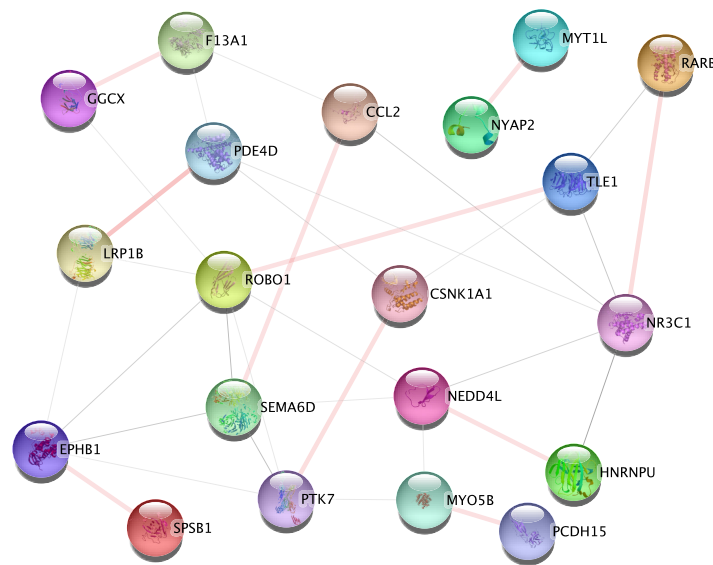 F13A1
MYT1L
RARB
GGCX
CCL2
NYAP2
PDE4D
TLE1
LRP1B
ROBO1
CSNK1A1
NR3C1
NEDD4L
SEMA6D
EPHB1
HNRNPU
PTK7
MYO5B
SPSB1
PCDH15